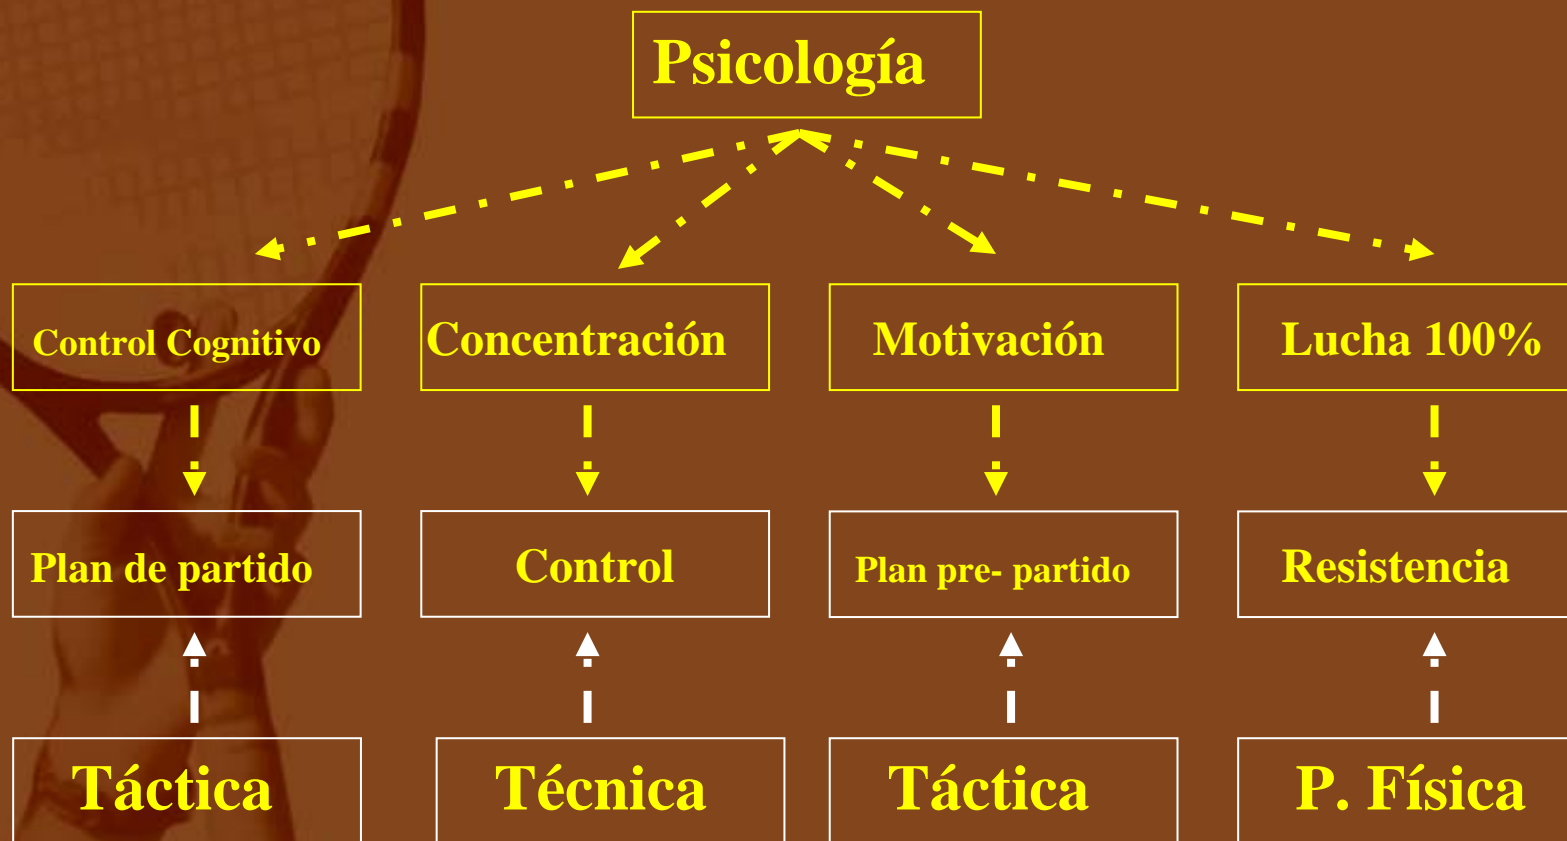 Psicología
Control Cognitivo
Concentración
Motivación
Lucha 100%
Plan de partido
Control
Plan pre- partido
Resistencia
Táctica
Técnica
Táctica
P. Física